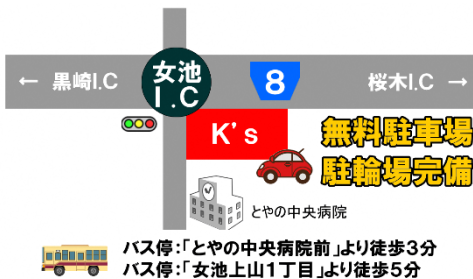 ← 黒崎I.C
女池
I.C
8
桜木I.C →
K's
無料駐車場
駐輪場完備
とやの中央病院
バス停:「とやの中央病院前」より徒歩3分
バス停:「女池上山1丁目」より徒歩5分